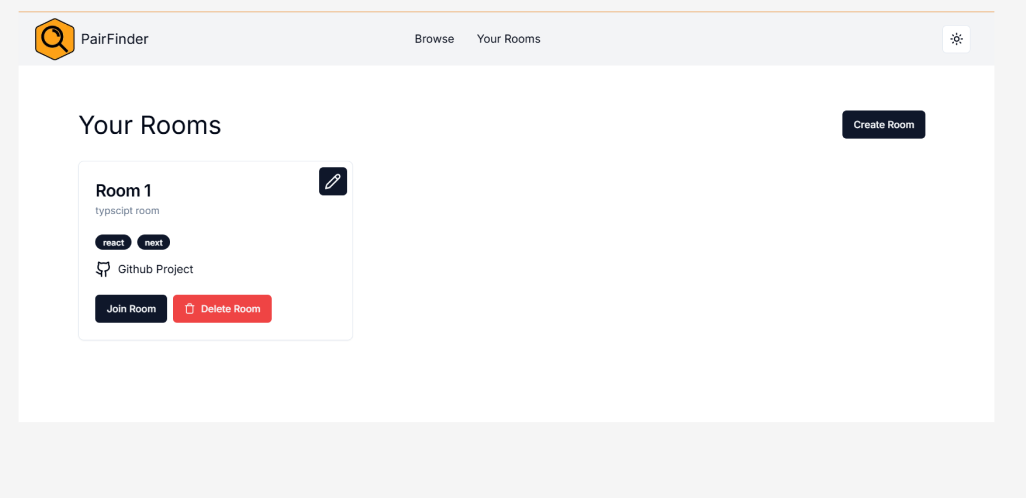 PairFinder
Browse
Your Rooms
Your Rooms
Create Room
Room 1
typscipt room
react
next
Github Project
Join Room
Delete Room